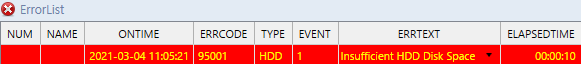 ErrorList
NUM NAME ONTIME ERRCODE TYPE EVENT ERRTEXT ELAPSEDTIME
2021-03-04 11:05:21 95001 HDD 1 Insufficient HDD Disk Space 00:00:10